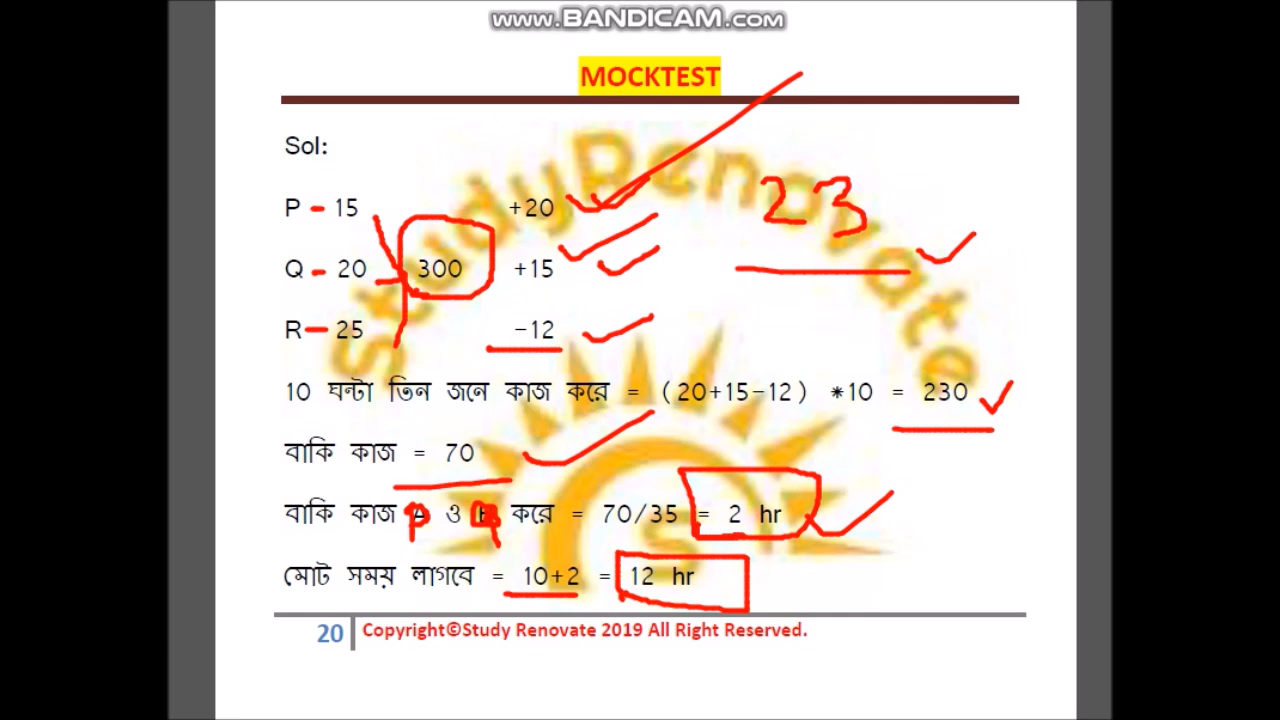 www.BANDICAM.com
MOCKTEST
Sol:
P - 15 +20
23
Q - 20 300 +15
R - 25 -12
StudyRenovate
S
10 ঘন্টা তিন জনে কাজ করে = (20+15-12) *10 = 230
বাকি কাজ = 70
বাকি কাজ P ও q করে = 70/35 = 2 hr
মোট সময় লাগবে = 10+2 = 12 hr
20 Copyright©Study Renovate 2019 All Right Reserved.